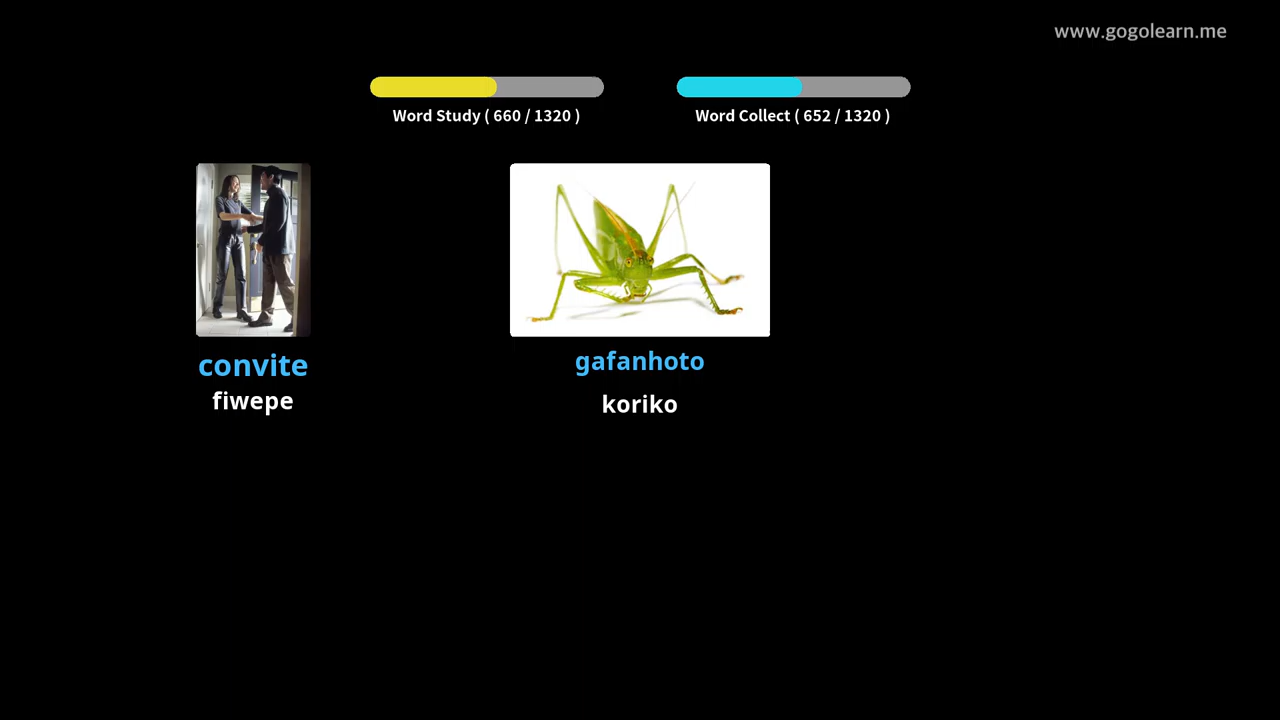 www.gogolearn.me
Word Study ( 660 / 1320 )
Word Collect ( 652 / 1320 )
convite
fiwepe
gafanhoto
koriko